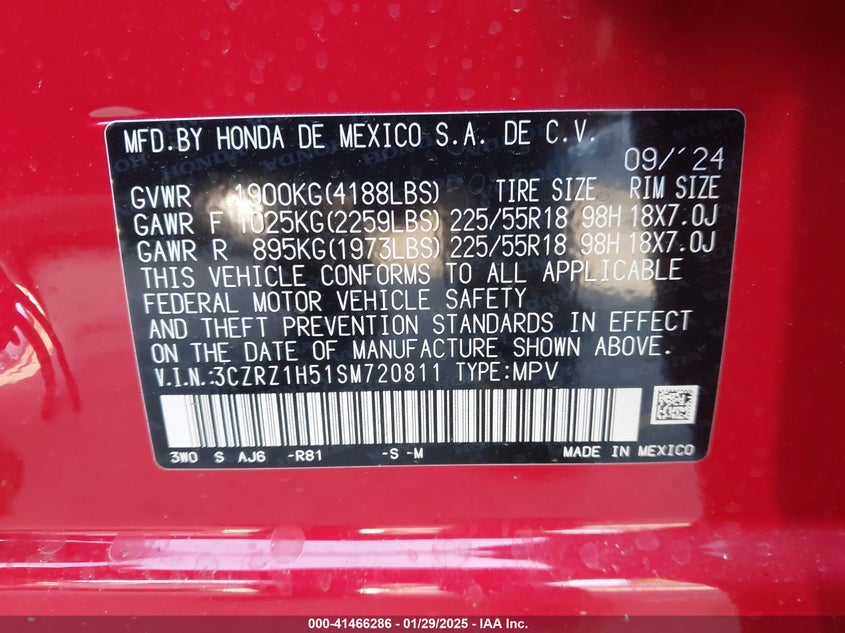 MFD.BY HONDA DE MEXICO S.A. DE C.V.
09/´24
GVWR 1900KG(4188LBS) TIRE SIZE RIM SIZE
GAWR F 1025KG(2259LBS) 225/55R18 98H 18X7.0J
GAWR R 895KG(1973LBS) 225/55R18 98H 18X7.0J
THIS VEHICLE CONFORMS TO ALL APPLICABLE
FEDERAL MOTOR VEHICLE SAFETY
AND THEFT PREVENTION STANDARDS IN EFFECT
ON THE DATE OF MANUFACTURE SHOWN ABOVE.
V.I.N.:3CZRZ1H51SM720811 TYPE:MPV
3W0 S AJ6 -R81 -S -M MADE IN MEXICO
000-41466286 - 01/29/2025 - IAA Inc.